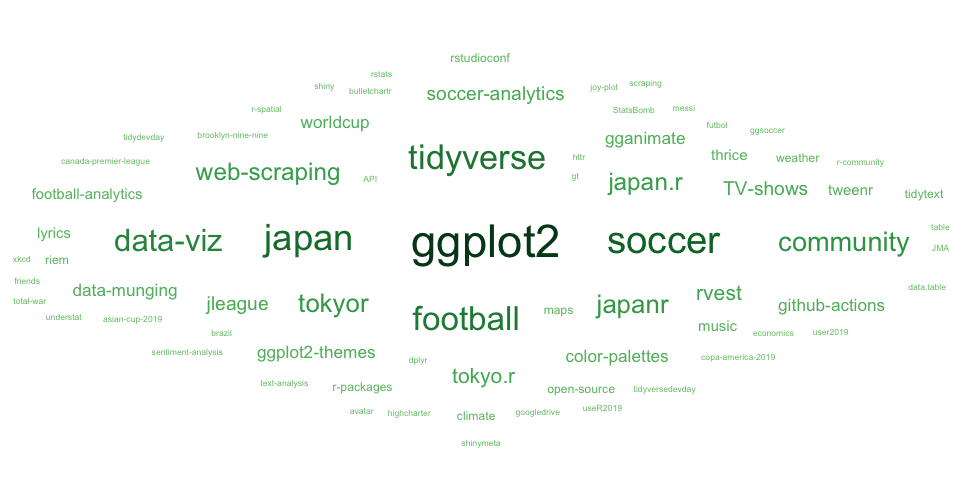 rstudioconf
rstats
shiny
bulletchartr
soccer-analytics
joy-plot
scraping
r-spatial
worldcup
StatsBomb
messi
tidydevday
brooklyn-nine-nine
gganimate
futbol
ggsoccer
canada-premier-league
web-scraping
API
tidyverse
httr
gt
thrice
weather
r-community
football-analytics
japan.r
TV-shows
tweenr
tidytext
lyrics
data-viz
japan
ggplot2
soccer
community
table
JMA
xkcd
riem
friends
total-war
data-munging
jleague
tokyor
football
maps
japanr
rvest
github-actions
data.table
understat
asian-cup-2019
brazil
music
economics
user2019
sentiment-analysis
ggplot2-themes
dplyr
tokyo.r
color-palettes
copa-america-2019
text-analysis
r-packages
open-source
tidyversedevday
avatar
highcharter
climate
googledrive
useR2019
shinymeta